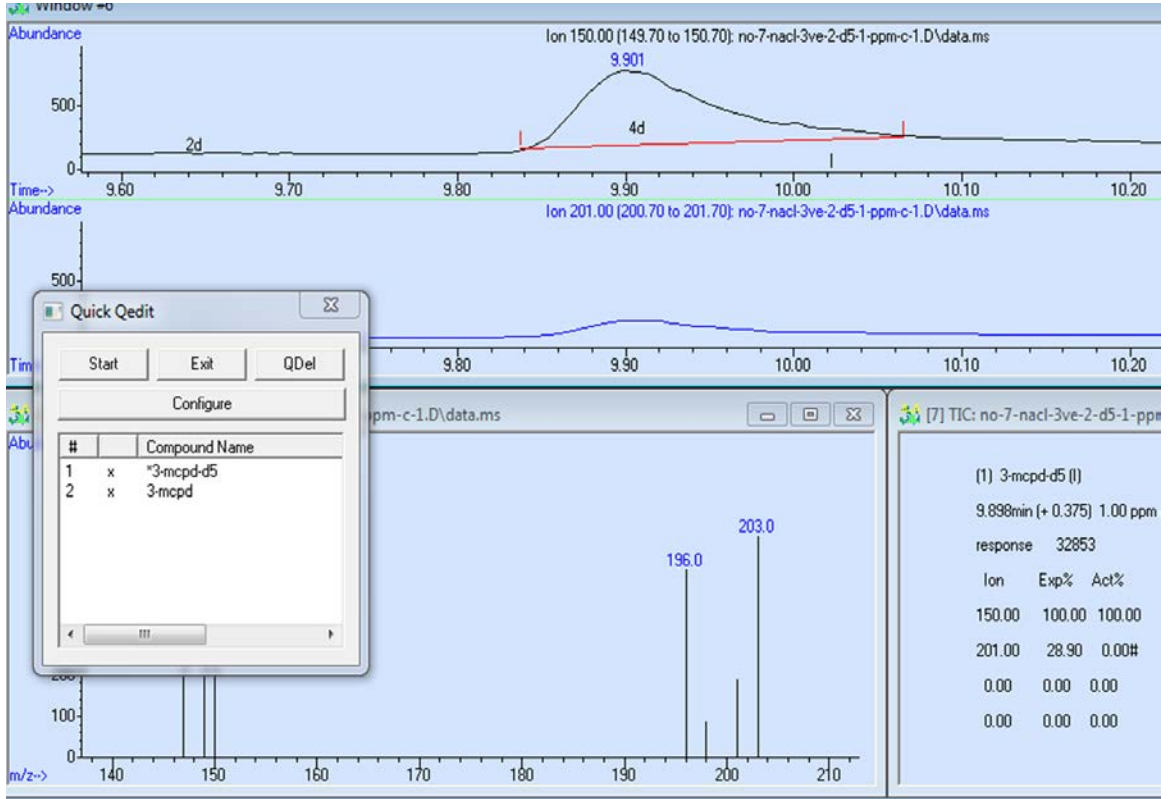 Window #6
Abundance
Ion 150.00 (149.70 to 150.70): no-7-nacl-3ve-2-d5-1-ppm-c-1.D\data.ms
9.901
500
4d
2d
0
Time--> 9.60 9.70 9.80 9.90 10.00 10.10 10.20
Abundance
Ion 201.00 (200.70 to 201.70): no-7-nacl-3ve-2-d5-1-ppm-c-1.D\data.ms
500
Tim 9.80 9.90 10.00 10.10 10.20
Quick Qedit
Start Exit QDel
Configure
# Compound Name
1 x *3-mcpd-d5
2 x 3-mcpd
ppm-c-1.D\data.ms
Abu
203.0
196.0
200
100
0
m/z--> 140 150 160 170 180 190 200 210
[7] TIC: no-7-nacl-3ve-2-d5-1-ppm
(1) 3-mcpd-d5 (I)
9.898min (+ 0.375) 1.00 ppm
response 32853
Ion Exp% Act%
150.00 100.00 100.00
201.00 28.90 0.00#
0.00 0.00 0.00
0.00 0.00 0.00